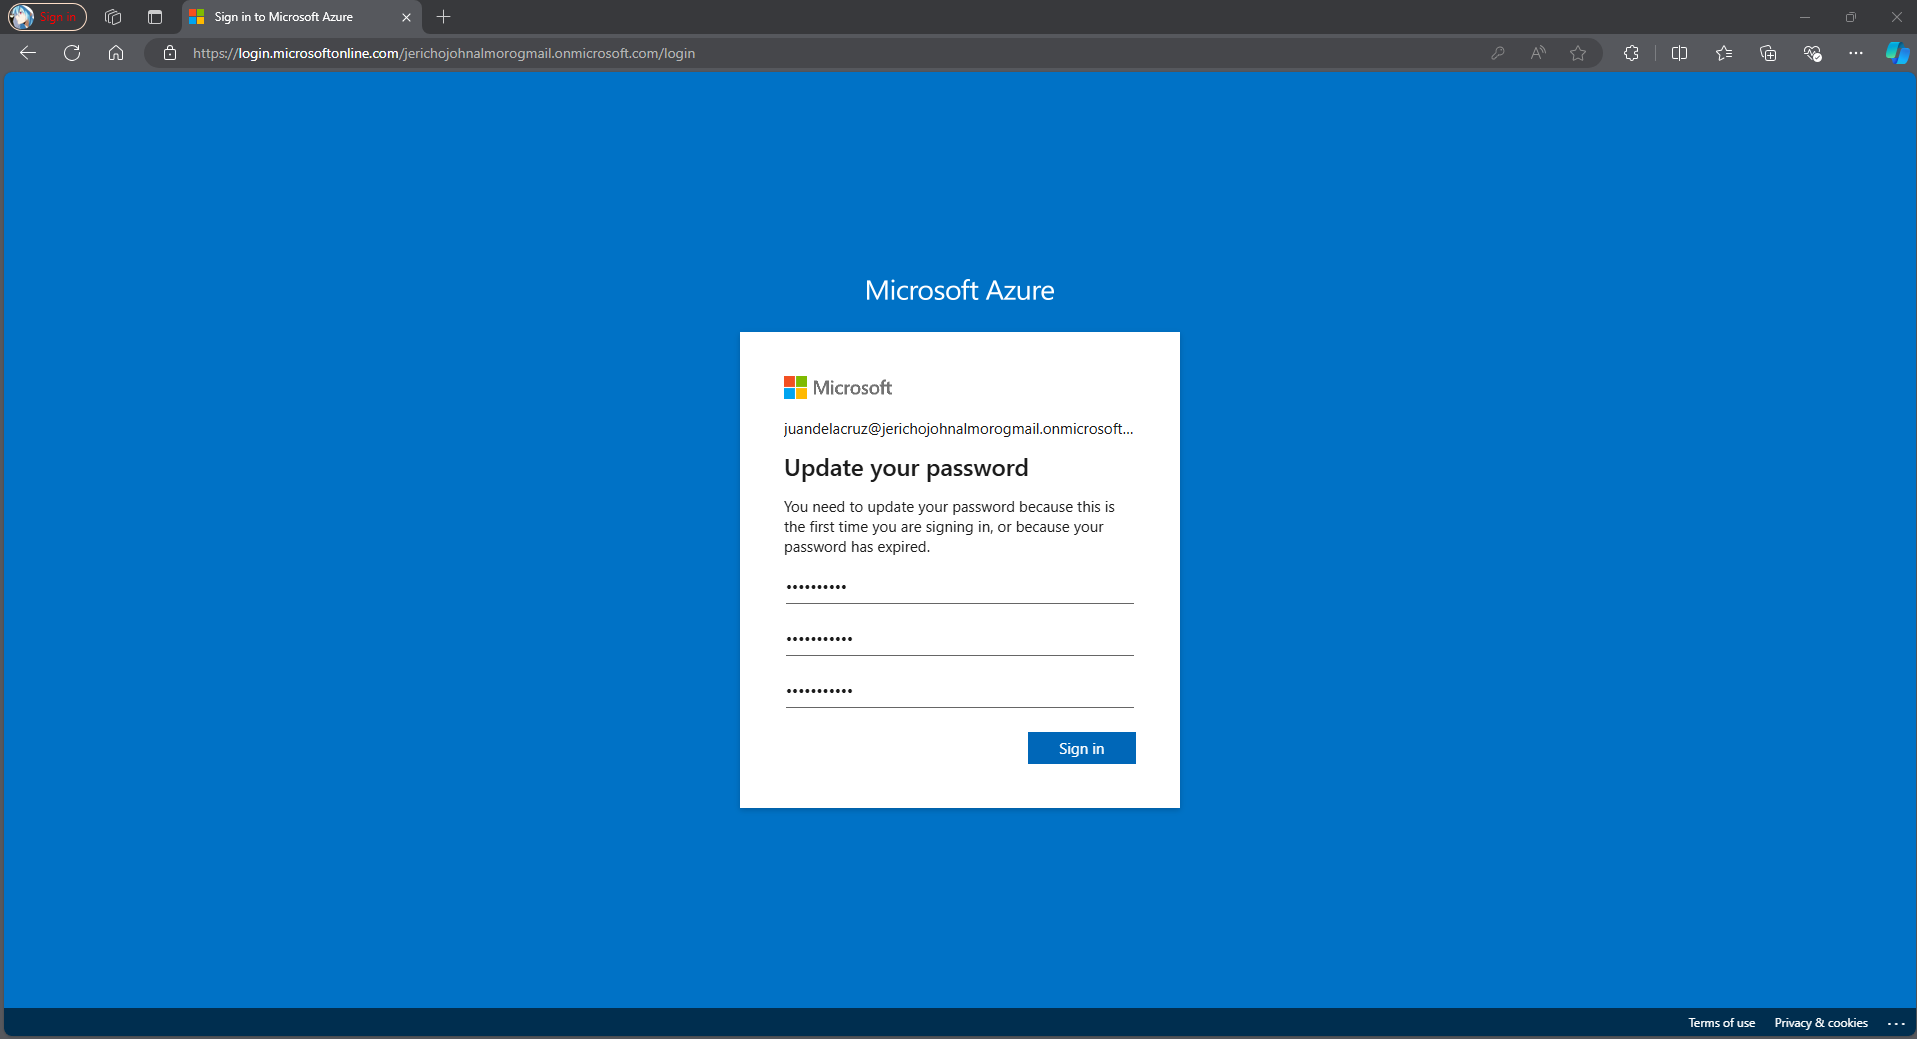 Sign in
Sign in to Microsoft Azure
https://login.microsoftonline.com/jerichojohnalmorogmail.onmicrosoft.com/login
Microsoft Azure
Microsoft
juandelacruz@jerichojohnalmorogmail.onmicrosoft...
Update your password
You need to update your password because this is
the first time you are signing in, or because your
password has expired.
••••••••••
•••••••••••
•••••••••••
Sign in
Terms of use Privacy & cookies ...